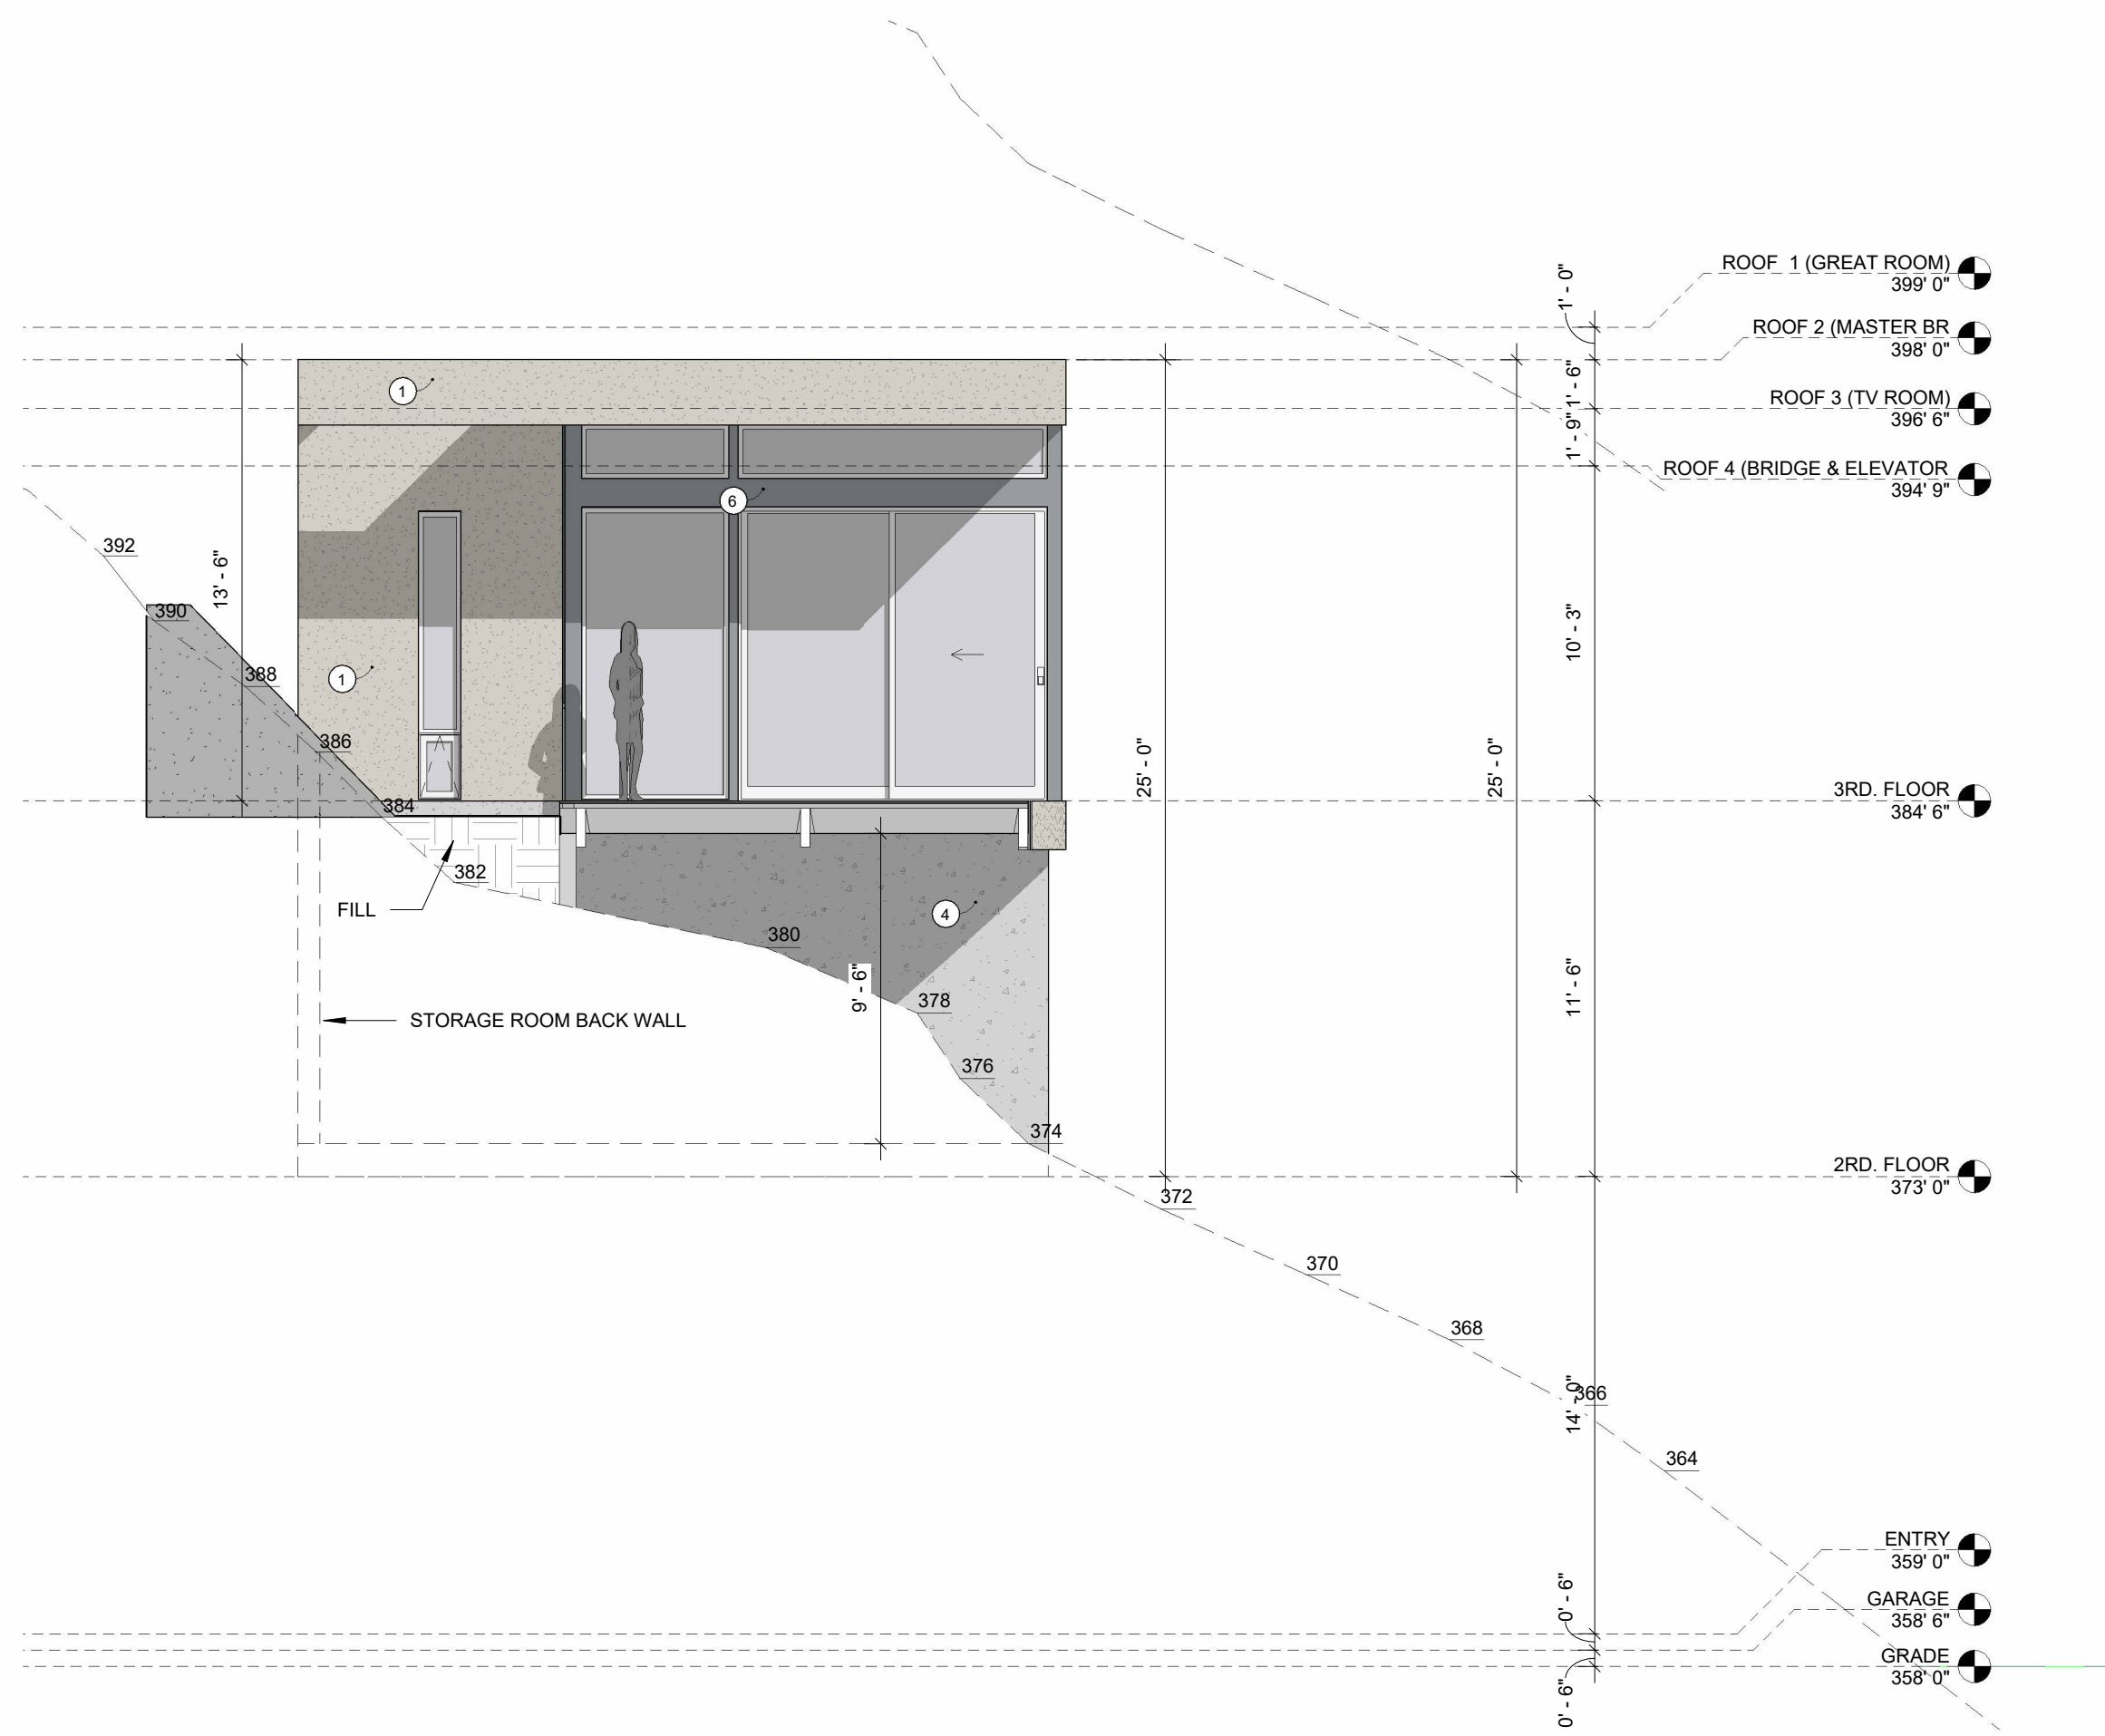 ROOF  1 (GREAT ROOM)
399' 0"
1' - 0"
ROOF 2 (MASTER BR
398' 0"
1
1' - 6"
ROOF 3 (TV ROOM)
396' 6"
1' - 9"
ROOF 4 (BRIDGE & ELEVATOR
394' 9"
6
392
13' - 6"
390
10' - 3"
388
1
386
25' - 0"
25' - 0"
384
3RD. FLOOR
384' 6"
382
FILL
4
380
9' - 6"
11' - 6"
378
STORAGE ROOM BACK WALL
376
374
2RD. FLOOR
373' 0"
372
370
368
366
14' - 0"
364
ENTRY
359' 0"
0' - 6"
GARAGE
358' 6"
GRADE
358' 0"
0' - 6"